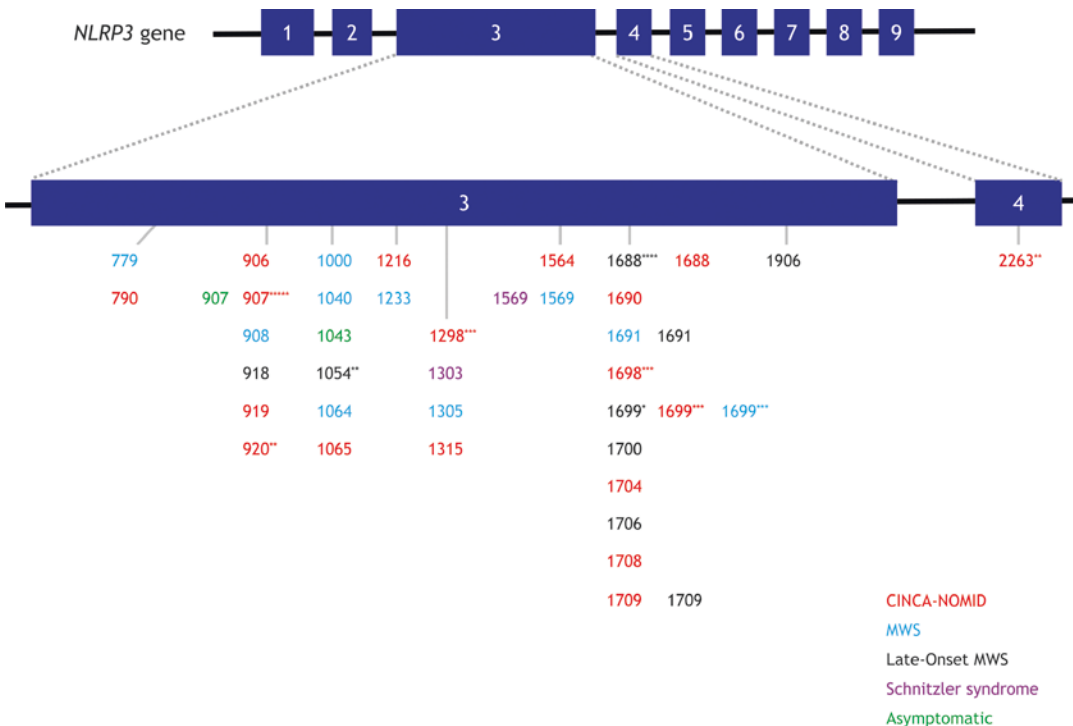 NLRP3 gene 1 2 3 4 5 6 7 8 9
3 4
779 906 1000 1216 1564 1688**** 1688 1906 2263**
790 907 907***** 1040 1233 1569 1569 1690
908 1043 1298*** 1691 1691
918 1054** 1303 1698***
919 1064 1305 1699* 1699*** 1699***
920** 1065 1315 1700
1704
1706
1708
1709 1709
CINCA-NOMID
MWS
Late-Onset MWS
Schnitzler syndrome
Asymptomatic